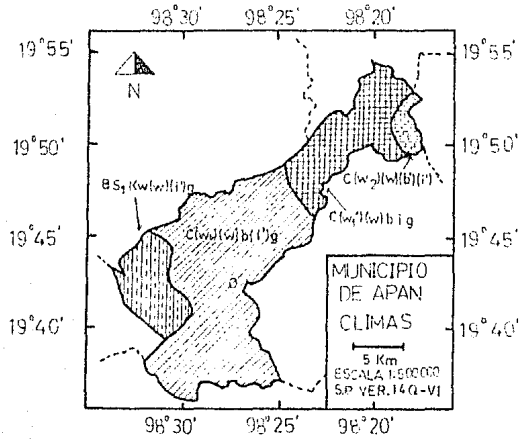 98°30' 98°25' 98°20'
19°55' 19°55'
N
19°50' 19°50'
BS₁(k(w(w)(i')g
C(w₂)(w)(b')(i')
C(w₁')(w)big
C(w₁)(w)b(i')g
19°45' 19°45'
MUNICIPIO
DE APAN
CLIMAS
19°40' 19°40'
5 Km
ESCALA 1:500000
S.P. VER. 14Q-VI
98°30' 98°25' 98°20'